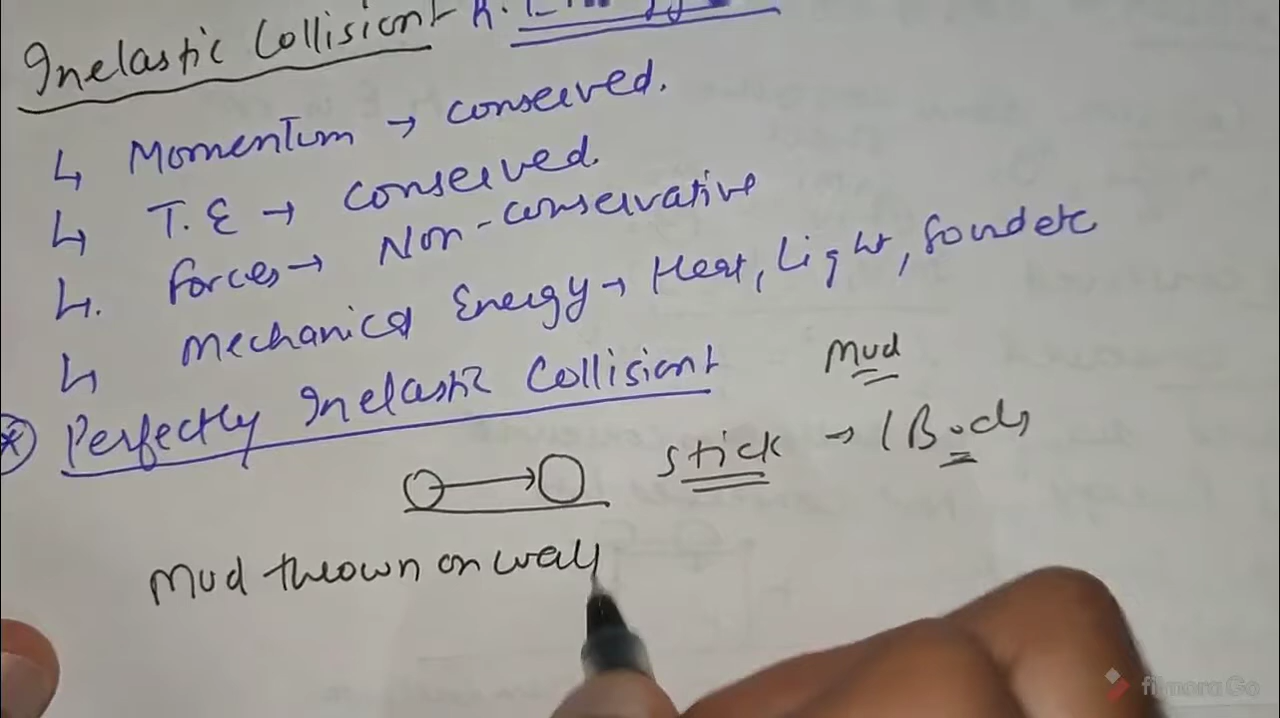 Inelastic Collision
↳ Momentum → conserved.
↳ T.E → conserved.
↳. forces → Non-conservative
↳ mechanical Energy → Heat, Light, Sound etc
* Perfectly Inelastic Collision
Mud
stick → 1 Body
Mud thrown on wall
filmora Go